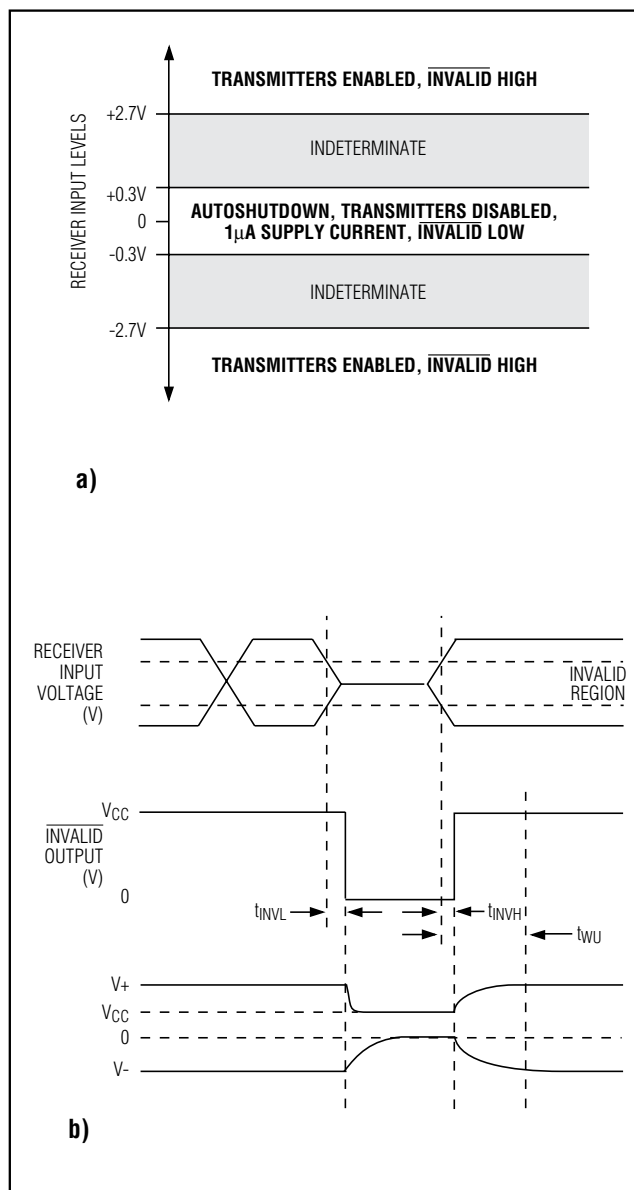 TRANSMITTERS ENABLED, INVALID HIGH
+2.7V
INDETERMINATE
+0.3V
AUTOSHUTDOWN, TRANSMITTERS DISABLED,
0
1µA SUPPLY CURRENT, INVALID LOW
-0.3V
INDETERMINATE
-2.7V
TRANSMITTERS ENABLED, INVALID HIGH
RECEIVER INPUT LEVELS
a)
RECEIVER
INPUT
VOLTAGE
(V)
INVALID
REGION
VCC
INVALID
OUTPUT
(V)
0
tINVL
tINVH
tWU
V+
VCC
0
V-
b)